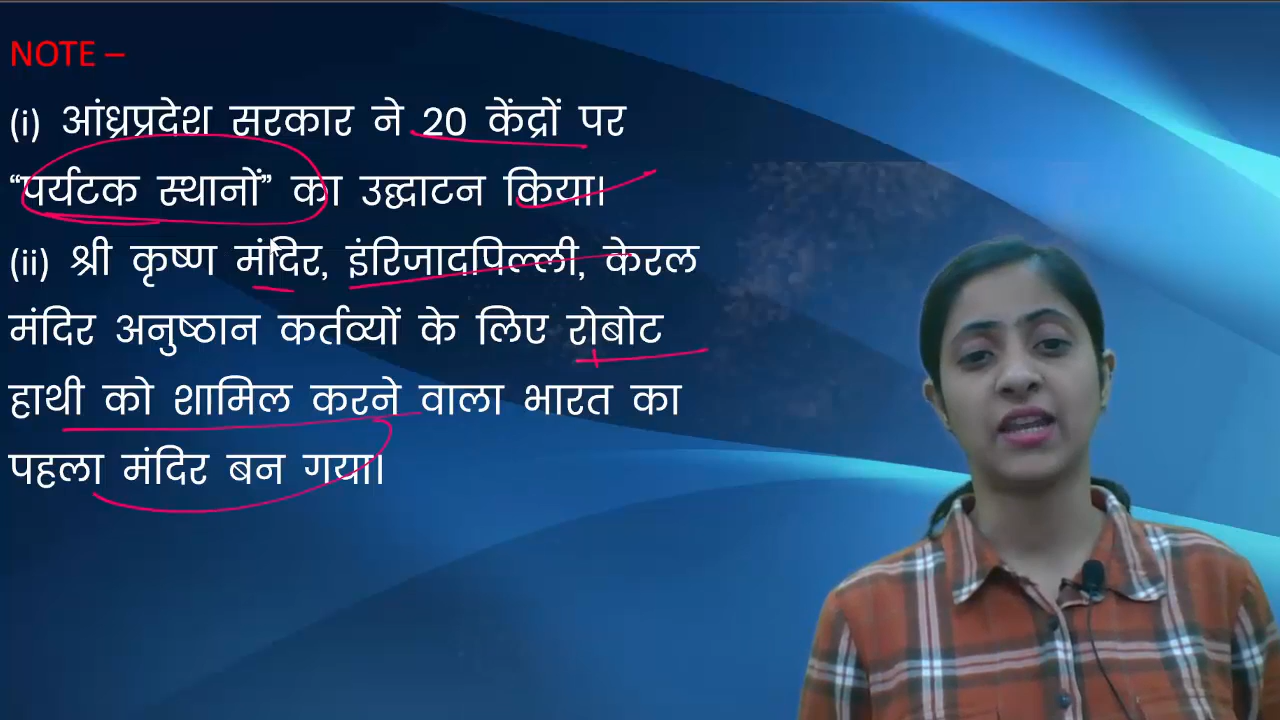 NOTE –
(i) आंध्रप्रदेश सरकार ने 20 केंद्रों पर
“पर्यटक स्थानों” का उद्घाटन किया।
(ii) श्री कृष्ण मंदिर, इंरिजादपिल्ली, केरल
मंदिर अनुष्ठान कर्तव्यों के लिए रोबोट
हाथी को शामिल करने वाला भारत का
पहला मंदिर बन गया।